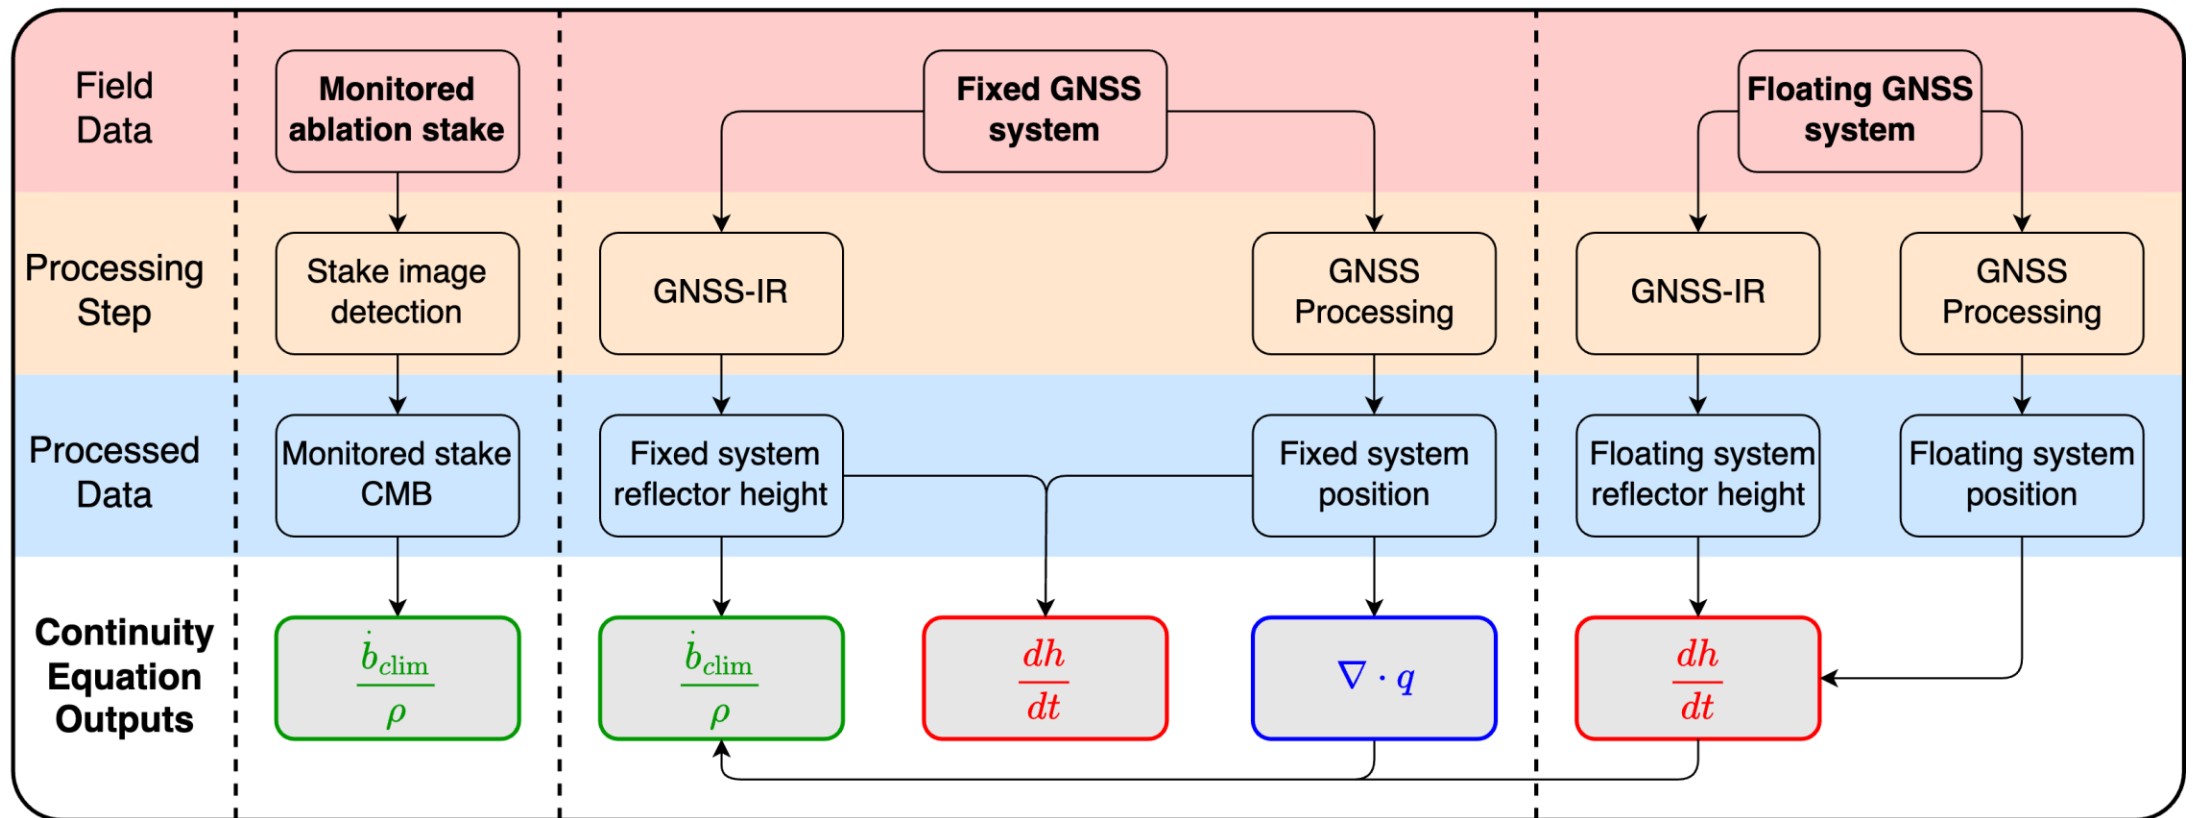 Field
Data
Monitored
ablation stake
Fixed GNSS
system
Floating GNSS
system
Processing
Step
Stake image
detection
GNSS-IR
GNSS
Processing
GNSS-IR
GNSS
Processing
Processed
Data
Monitored stake
CMB
Fixed system
reflector height
Fixed system
position
Floating system
reflector height
Floating system
position
Continuity
Equation
Outputs
ḃclim
ρ
ḃclim
ρ
dh
dt
∇ · q
dh
dt